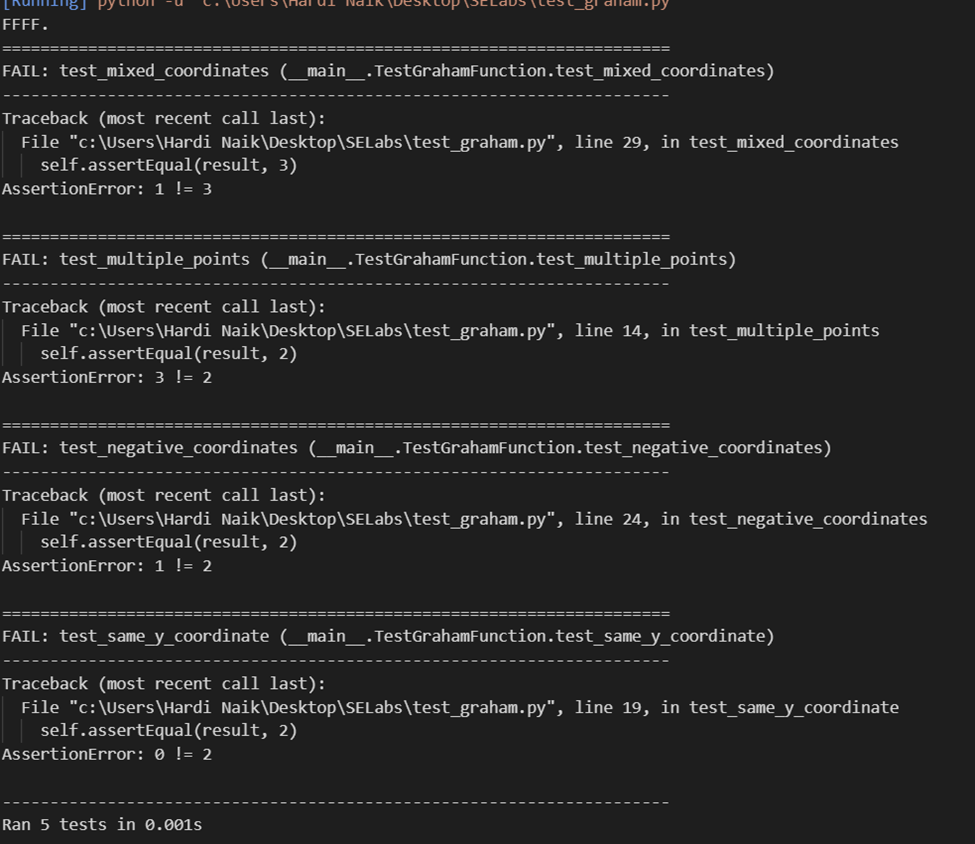 [Running] python -u "c:\Users\Hardi Naik\Desktop\SELabs\test_graham.py"
FFFF.
======================================================================
FAIL: test_mixed_coordinates (__main__.TestGrahamFunction.test_mixed_coordinates)
----------------------------------------------------------------------
Traceback (most recent call last):
  File "c:\Users\Hardi Naik\Desktop\SELabs\test_graham.py", line 29, in test_mixed_coordinates
    self.assertEqual(result, 3)
AssertionError: 1 != 3

======================================================================
FAIL: test_multiple_points (__main__.TestGrahamFunction.test_multiple_points)
----------------------------------------------------------------------
Traceback (most recent call last):
  File "c:\Users\Hardi Naik\Desktop\SELabs\test_graham.py", line 14, in test_multiple_points
    self.assertEqual(result, 2)
AssertionError: 3 != 2

======================================================================
FAIL: test_negative_coordinates (__main__.TestGrahamFunction.test_negative_coordinates)
----------------------------------------------------------------------
Traceback (most recent call last):
  File "c:\Users\Hardi Naik\Desktop\SELabs\test_graham.py", line 24, in test_negative_coordinates
    self.assertEqual(result, 2)
AssertionError: 1 != 2

======================================================================
FAIL: test_same_y_coordinate (__main__.TestGrahamFunction.test_same_y_coordinate)
----------------------------------------------------------------------
Traceback (most recent call last):
  File "c:\Users\Hardi Naik\Desktop\SELabs\test_graham.py", line 19, in test_same_y_coordinate
    self.assertEqual(result, 2)
AssertionError: 0 != 2

----------------------------------------------------------------------
Ran 5 tests in 0.001s